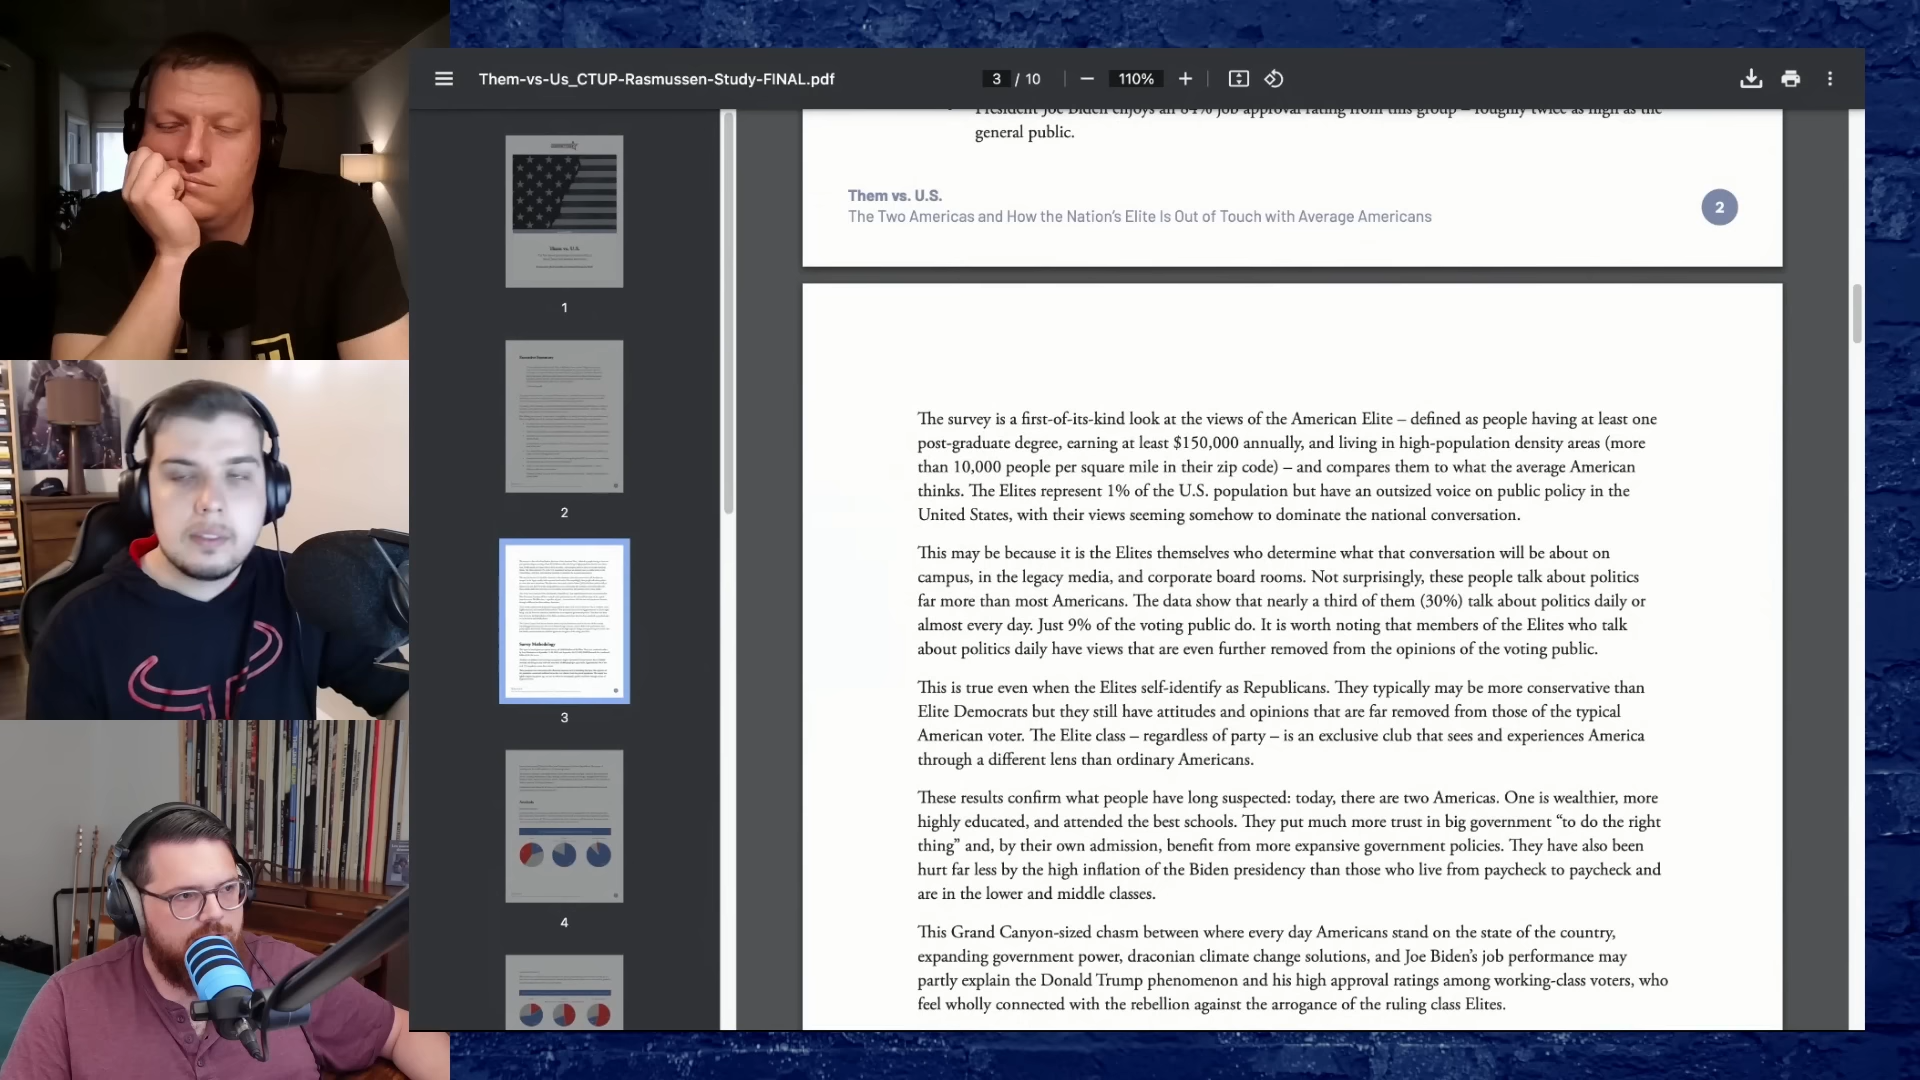 Them-vs-Us_CTUP-Rasmussen-Study-FINAL.pdf
3 / 10
110%
President Joe Biden enjoys an 84% job approval rating from this group – roughly twice as high as the
general public.
Them vs. U.S.
The Two Americas and How the Nation's Elite Is Out of Touch with Average Americans
2
The survey is a first-of-its-kind look at the views of the American Elite – defined as people having at least one
post-graduate degree, earning at least $150,000 annually, and living in high-population density areas (more
than 10,000 people per square mile in their zip code) – and compares them to what the average American
thinks. The Elites represent 1% of the U.S. population but have an outsized voice on public policy in the
United States, with their views seeming somehow to dominate the national conversation.
This may be because it is the Elites themselves who determine what that conversation will be about on
campus, in the legacy media, and corporate board rooms. Not surprisingly, these people talk about politics
far more than most Americans. The data show that nearly a third of them (30%) talk about politics daily or
almost every day. Just 9% of the voting public do. It is worth noting that members of the Elites who talk
about politics daily have views that are even further removed from the opinions of the voting public.
This is true even when the Elites self-identify as Republicans. They typically may be more conservative than
Elite Democrats but they still have attitudes and opinions that are far removed from those of the typical
American voter. The Elite class – regardless of party – is an exclusive club that sees and experiences America
through a different lens than ordinary Americans.
These results confirm what people have long suspected: today, there are two Americas. One is wealthier, more
highly educated, and attended the best schools. They put much more trust in big government “to do the right
thing” and, by their own admission, benefit from more expansive government policies. They have also been
hurt far less by the high inflation of the Biden presidency than those who live from paycheck to paycheck and
are in the lower and middle classes.
This Grand Canyon-sized chasm between where every day Americans stand on the state of the country,
expanding government power, draconian climate change solutions, and Joe Biden's job performance may
partly explain the Donald Trump phenomenon and his high approval ratings among working-class voters, who
feel wholly connected with the rebellion against the arrogance of the ruling class Elites.
1
2
3
Survey Methodology
4